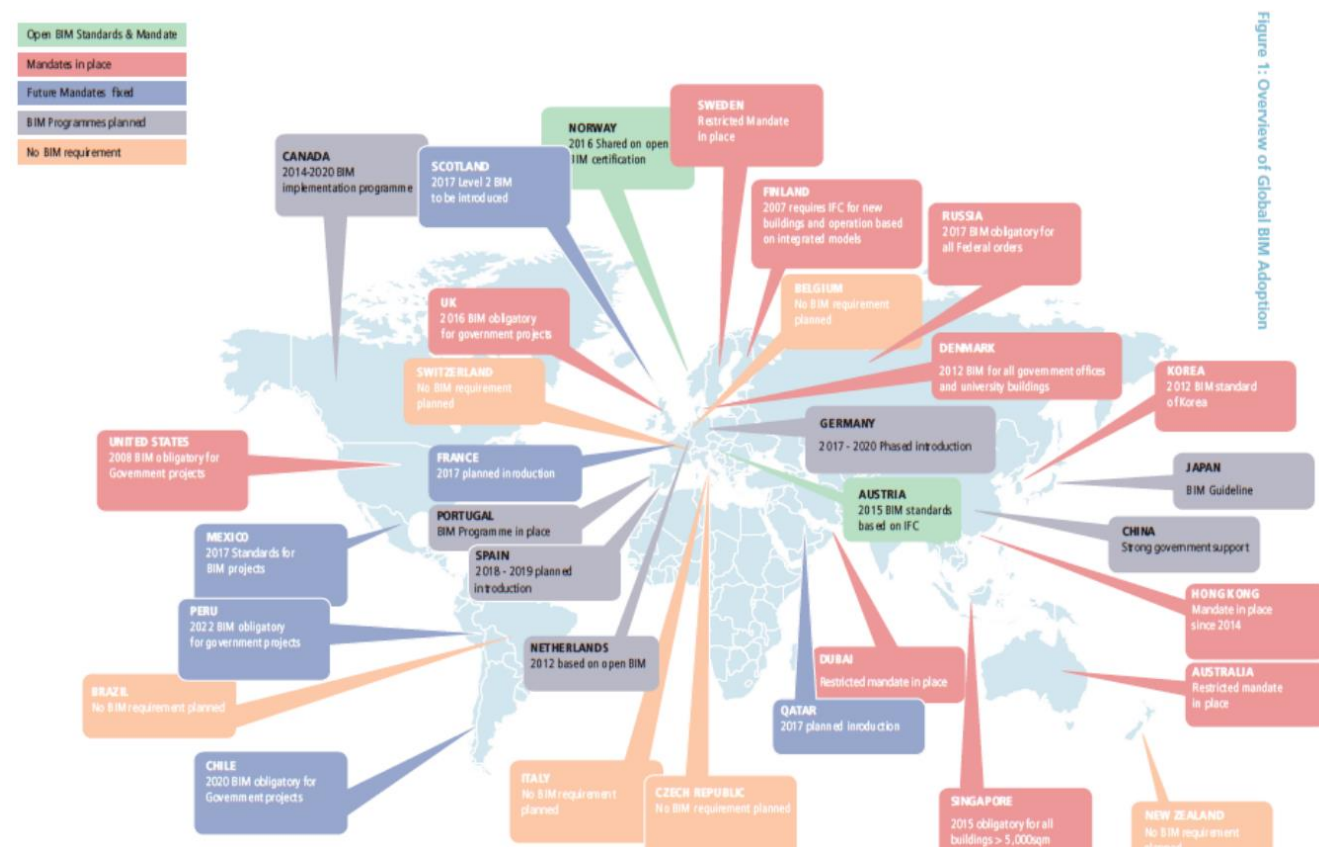 Open BIM Standards & Mandate
Mandates in place
Future Mandates fixed
BIM Programmes planned
No BIM requirement
Figure 1: Overview of Global BIM Adoption
CANADA
2014-2020 BIM
implementation programme
SCOTLAND
2017 Level 2 BIM
to be introduced
NORWAY
2016 Shared on open
BIM certification
SWEDEN
Restricted Mandate
in place
FINLAND
2007 requires IFC for new
buildings and operation based
on integrated models
RUSSIA
2017 BIM obligatory for
all Federal orders
BELGIUM
No BIM requirement
planned
UK
2016 BIM obligatory
for government projects
DENMARK
2012 BIM for all government offices
and university buildings
SWITZERLAND
No BIM requirement
planned
KOREA
2012 BIM standard
of Korea
GERMANY
2017 - 2020 Phased introduction
UNITED STATES
2008 BIM obligatory for
Government projects
FRANCE
2017 planned inroduction
JAPAN
BIM Guideline
AUSTRIA
2015 BIM standards
based on IFC
PORTUGAL
BIM Programme in place
CHINA
Strong government support
MEXICO
2017 Standards for
BIM projects
SPAIN
2018 - 2019 planned
introduction
HONG KONG
Mandate in place
since 2014
PERU
2022 BIM obligatory
for government projects
NETHERLANDS
2012 based on open BIM
DUBAI
Restricted mandate in place
AUSTRALIA
Restricted mandate
in place
BRAZIL
No BIM requirement planned
QATAR
2017 planned inroduction
CHILE
2020 BIM obligatory for
Government projects
ITALY
No BIM requirement
planned
CZECH REPUBLIC
No BIM requirement planned
SINGAPORE
2015 obligatory for all
buildings > 5,000sqm
NEW ZEALAND
No BIM requirement